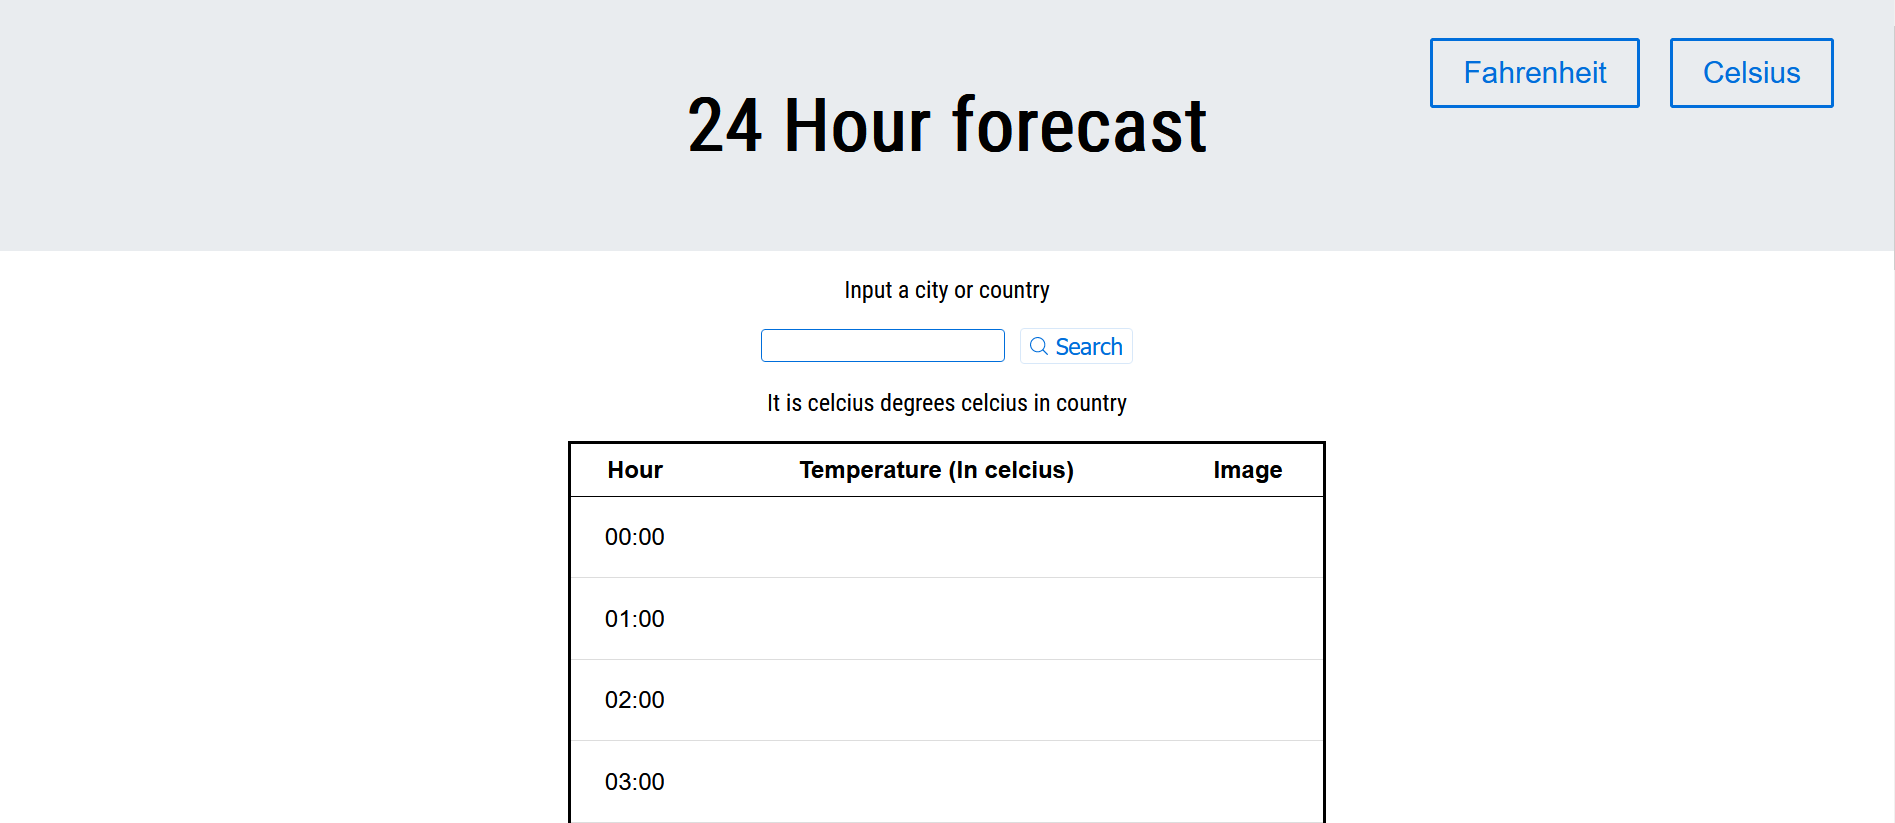 Fahrenheit
Celsius
24 Hour forecast
Input a city or country
Search
It is celcius degrees celcius in country
Hour Temperature (In celcius) Image
00:00
01:00
02:00
03:00